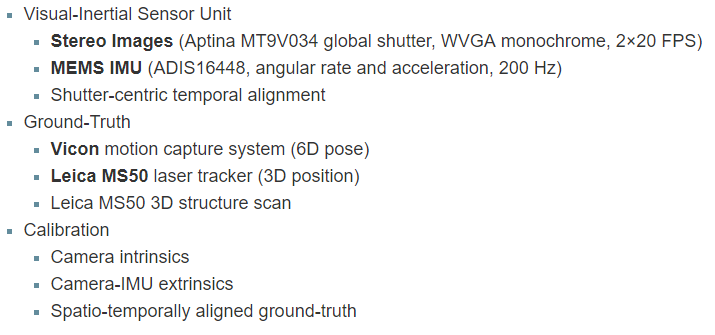 Visual-Inertial Sensor Unit
Stereo Images (Aptina MT9V034 global shutter, WVGA monochrome, 2×20 FPS)
MEMS IMU (ADIS16448, angular rate and acceleration, 200 Hz)
Shutter-centric temporal alignment
Ground-Truth
Vicon motion capture system (6D pose)
Leica MS50 laser tracker (3D position)
Leica MS50 3D structure scan
Calibration
Camera intrinsics
Camera-IMU extrinsics
Spatio-temporally aligned ground-truth